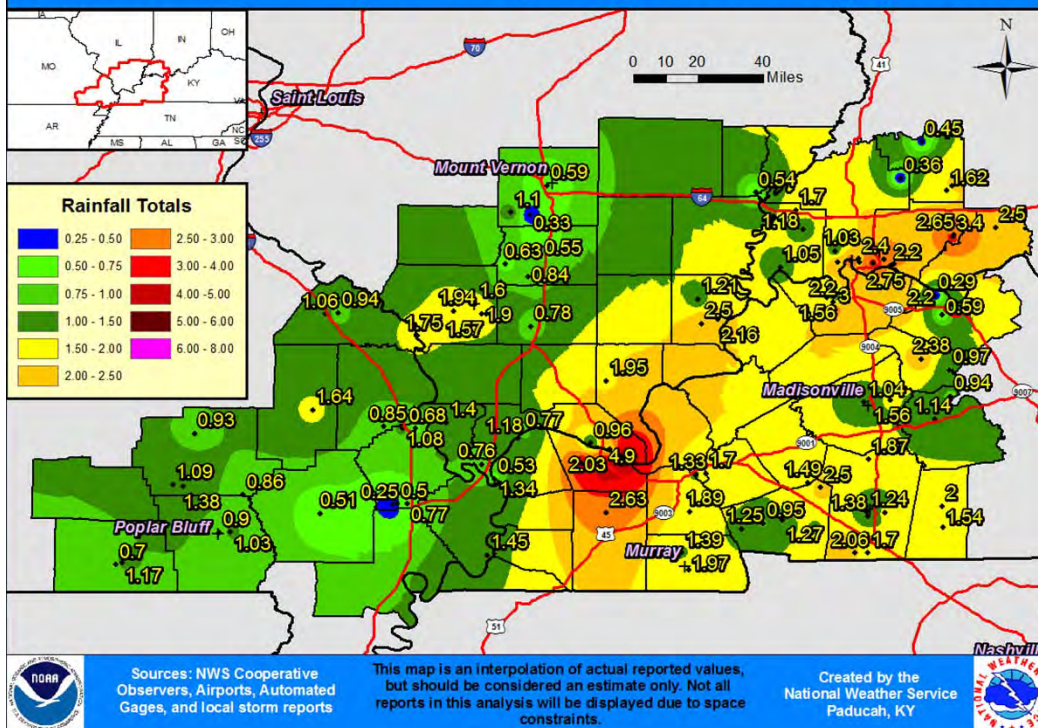 IA
IL
IN
OH
MO
KY
VA
AR
TN
NC
MS
AL
GA
SC
70
Saint Louis
255
0 10 20 40
Miles
41
N
Rainfall Totals
0.25 - 0.50
0.50 - 0.75
0.75 - 1.00
1.00 - 1.50
1.50 - 2.00
2.00 - 2.50
2.50 - 3.00
3.00 - 4.00
4.00 -5.00
5.00 - 6.00
6.00 - 8.00
Mount Vernon
0.59
1.1
0.33
0.63
0.55
0.84
64
0.54
1.7
1.18
1.05
0.45
0.36
1.62
2.65
3.4
2.5
1.03
2.4
2.2
2.75
2.2
3
1.56
0.29
2.2
0.59
9005
9004
2.38
0.97
0.94
9007
1.06
0.94
1.94
1.6
1.9
1.75
1.57
0.78
1.21
2.5
2.16
1.95
Madisonville
1.04
1.56
1.14
1.64
0.85
0.68
1.08
1.4
1.18
0.77
0.76
0.53
0.96
4.9
2.03
1.33
1.7
9001
1.87
0.93
1.09
1.38
0.86
0.51
0.25
0.5
0.77
1.34
2.63
9003
1.89
1.49
2.5
1.38
1.24
2
1.54
Poplar Bluff
0.9
1.03
0.7
1.17
1.45
45
Murray
1.39
1.97
1.25
0.95
1.27
2.06
1.7
51
Nashvill
NOAA
Sources: NWS Cooperative
Observers, Airports, Automated
Gages, and local storm reports
This map is an interpolation of actual reported values,
but should be considered an estimate only. Not all
reports in this analysis will be displayed due to space
constraints.
Created by the
National Weather Service
Paducah, KY